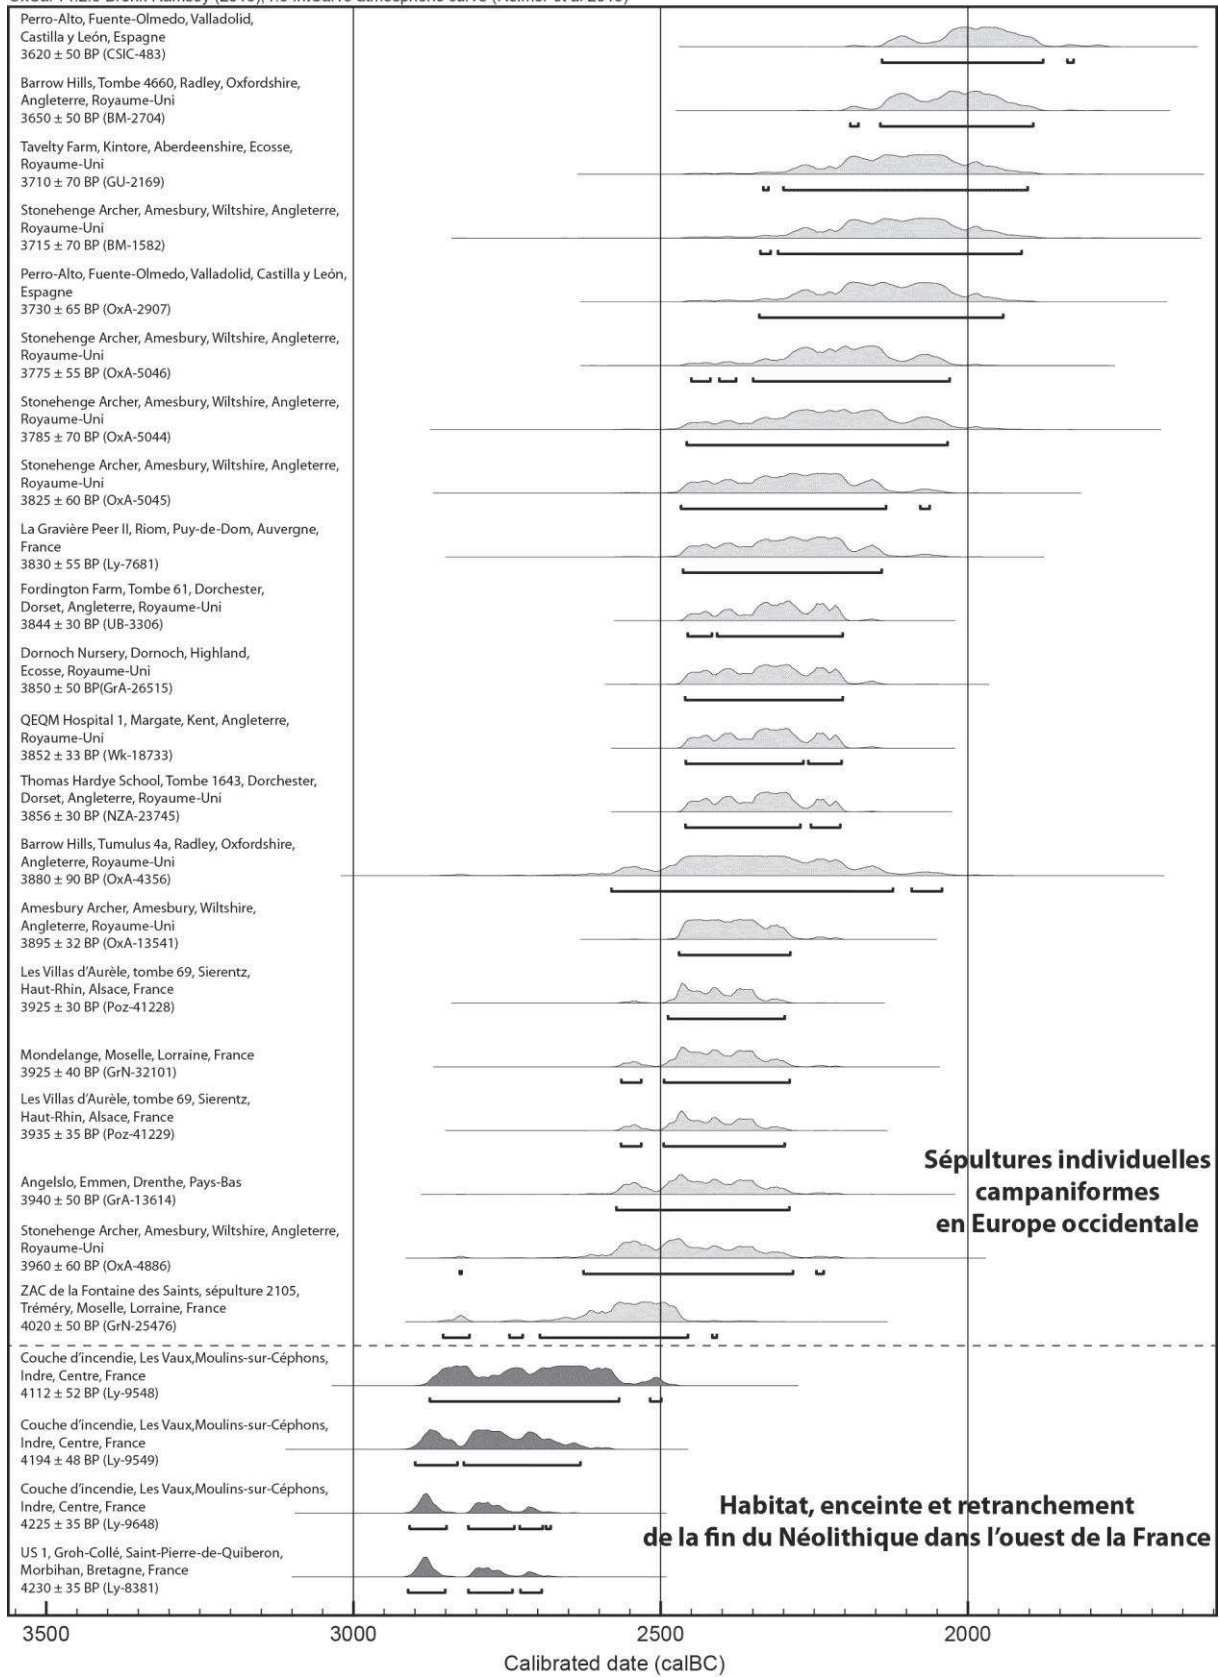 Perro-Alto, Fuente-Olmedo, Valladolid,
Castilla y León, Espagne
3620 ± 50 BP (CSIC-483)
Barrow Hills, Tombe 4660, Radley, Oxfordshire,
Angleterre, Royaume-Uni
3650 ± 50 BP (BM-2704)
Tavelty Farm, Kintore, Aberdeenshire, Ecosse,
Royaume-Uni
3710 ± 70 BP (GU-2169)
Stonehenge Archer, Amesbury, Wiltshire, Angleterre,
Royaume-Uni
3715 ± 70 BP (BM-1582)
Perro-Alto, Fuente-Olmedo, Valladolid, Castilla y León,
Espagne
3730 ± 65 BP (OxA-2907)
Stonehenge Archer, Amesbury, Wiltshire, Angleterre,
Royaume-Uni
3775 ± 55 BP (OxA-5046)
Stonehenge Archer, Amesbury, Wiltshire, Angleterre,
Royaume-Uni
3785 ± 70 BP (OxA-5044)
Stonehenge Archer, Amesbury, Wiltshire, Angleterre,
Royaume-Uni
3825 ± 60 BP (OxA-5045)
La Gravière Peer II, Riom, Puy-de-Dom, Auvergne,
France
3830 ± 55 BP (Ly-7681)
Fordington Farm, Tombe 61, Dorchester,
Dorset, Angleterre, Royaume-Uni
3844 ± 30 BP (UB-3306)
Dornoch Nursery, Dornoch, Highland,
Ecosse, Royaume-Uni
3850 ± 50 BP(GrA-26515)
QEQM Hospital 1, Margate, Kent, Angleterre,
Royaume-Uni
3852 ± 33 BP (Wk-18733)
Thomas Hardye School, Tombe 1643, Dorchester,
Dorset, Angleterre, Royaume-Uni
3856 ± 30 BP (NZA-23745)
Barrow Hills, Tumulus 4a, Radley, Oxfordshire,
Angleterre, Royaume-Uni
3880 ± 90 BP (OxA-4356)
Amesbury Archer, Amesbury, Wiltshire,
Angleterre, Royaume-Uni
3895 ± 32 BP (OxA-13541)
Les Villas d'Aurèle, tombe 69, Sierentz,
Haut-Rhin, Alsace, France
3925 ± 30 BP (Poz-41228)
Mondelange, Moselle, Lorraine, France
3925 ± 40 BP (GrN-32101)
Les Villas d'Aurèle, tombe 69, Sierentz,
Haut-Rhin, Alsace, France
3935 ± 35 BP (Poz-41229)
Angelslo, Emmen, Drenthe, Pays-Bas
3940 ± 50 BP (GrA-13614)
Stonehenge Archer, Amesbury, Wiltshire, Angleterre,
Royaume-Uni
3960 ± 60 BP (OxA-4886)
ZAC de la Fontaine des Saints, sépulture 2105,
Tréméry, Moselle, Lorraine, France
4020 ± 50 BP (GrN-25476)
Sépultures individuelles
campaniformes
en Europe occidentale
Couche d'incendie, Les Vaux,Moulins-sur-Céphons,
Indre, Centre, France
4112 ± 52 BP (Ly-9548)
Couche d'incendie, Les Vaux,Moulins-sur-Céphons,
Indre, Centre, France
4194 ± 48 BP (Ly-9549)
Couche d'incendie, Les Vaux,Moulins-sur-Céphons,
Indre, Centre, France
4225 ± 35 BP (Ly-9648)
US 1, Groh-Collé, Saint-Pierre-de-Quiberon,
Morbihan, Bretagne, France
4230 ± 35 BP (Ly-8381)
Habitat, enceinte et retranchement
de la fin du Néolithique dans l'ouest de la France
3500 3000 2500 2000
Calibrated date (calBC)